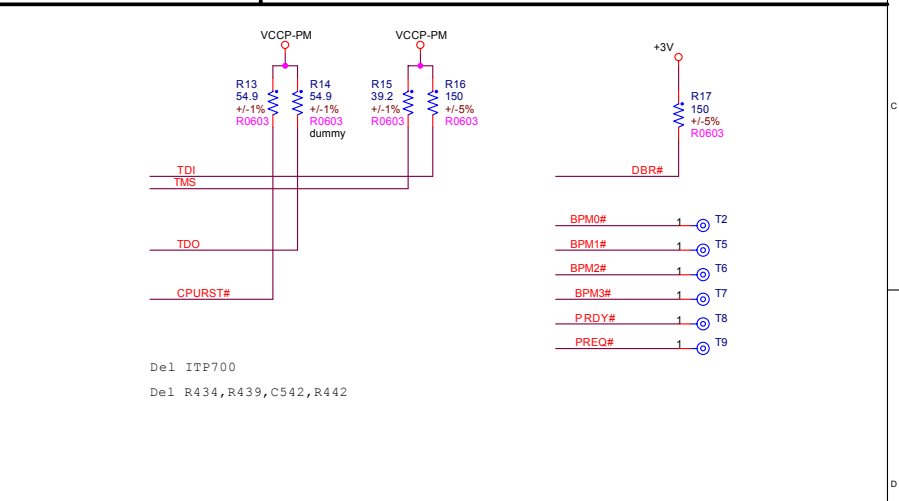 VCCP-PM
VCCP-PM
+3V
R13
54.9
+/-1%
R0603
R14
54.9
+/-1%
R0603
dummy
R15
39.2
+/-1%
R0603
R16
150
+/-5%
R0603
R17
150
+/-5%
R0603
C
TDI
TMS
TDO
CPURST#
DBR#
BPM0# 1 T2
BPM1# 1 T5
BPM2# 1 T6
BPM3# 1 T7
PRDY# 1 T8
PREQ# 1 T9
Del ITP700
Del R434,R439,C542,R442
D